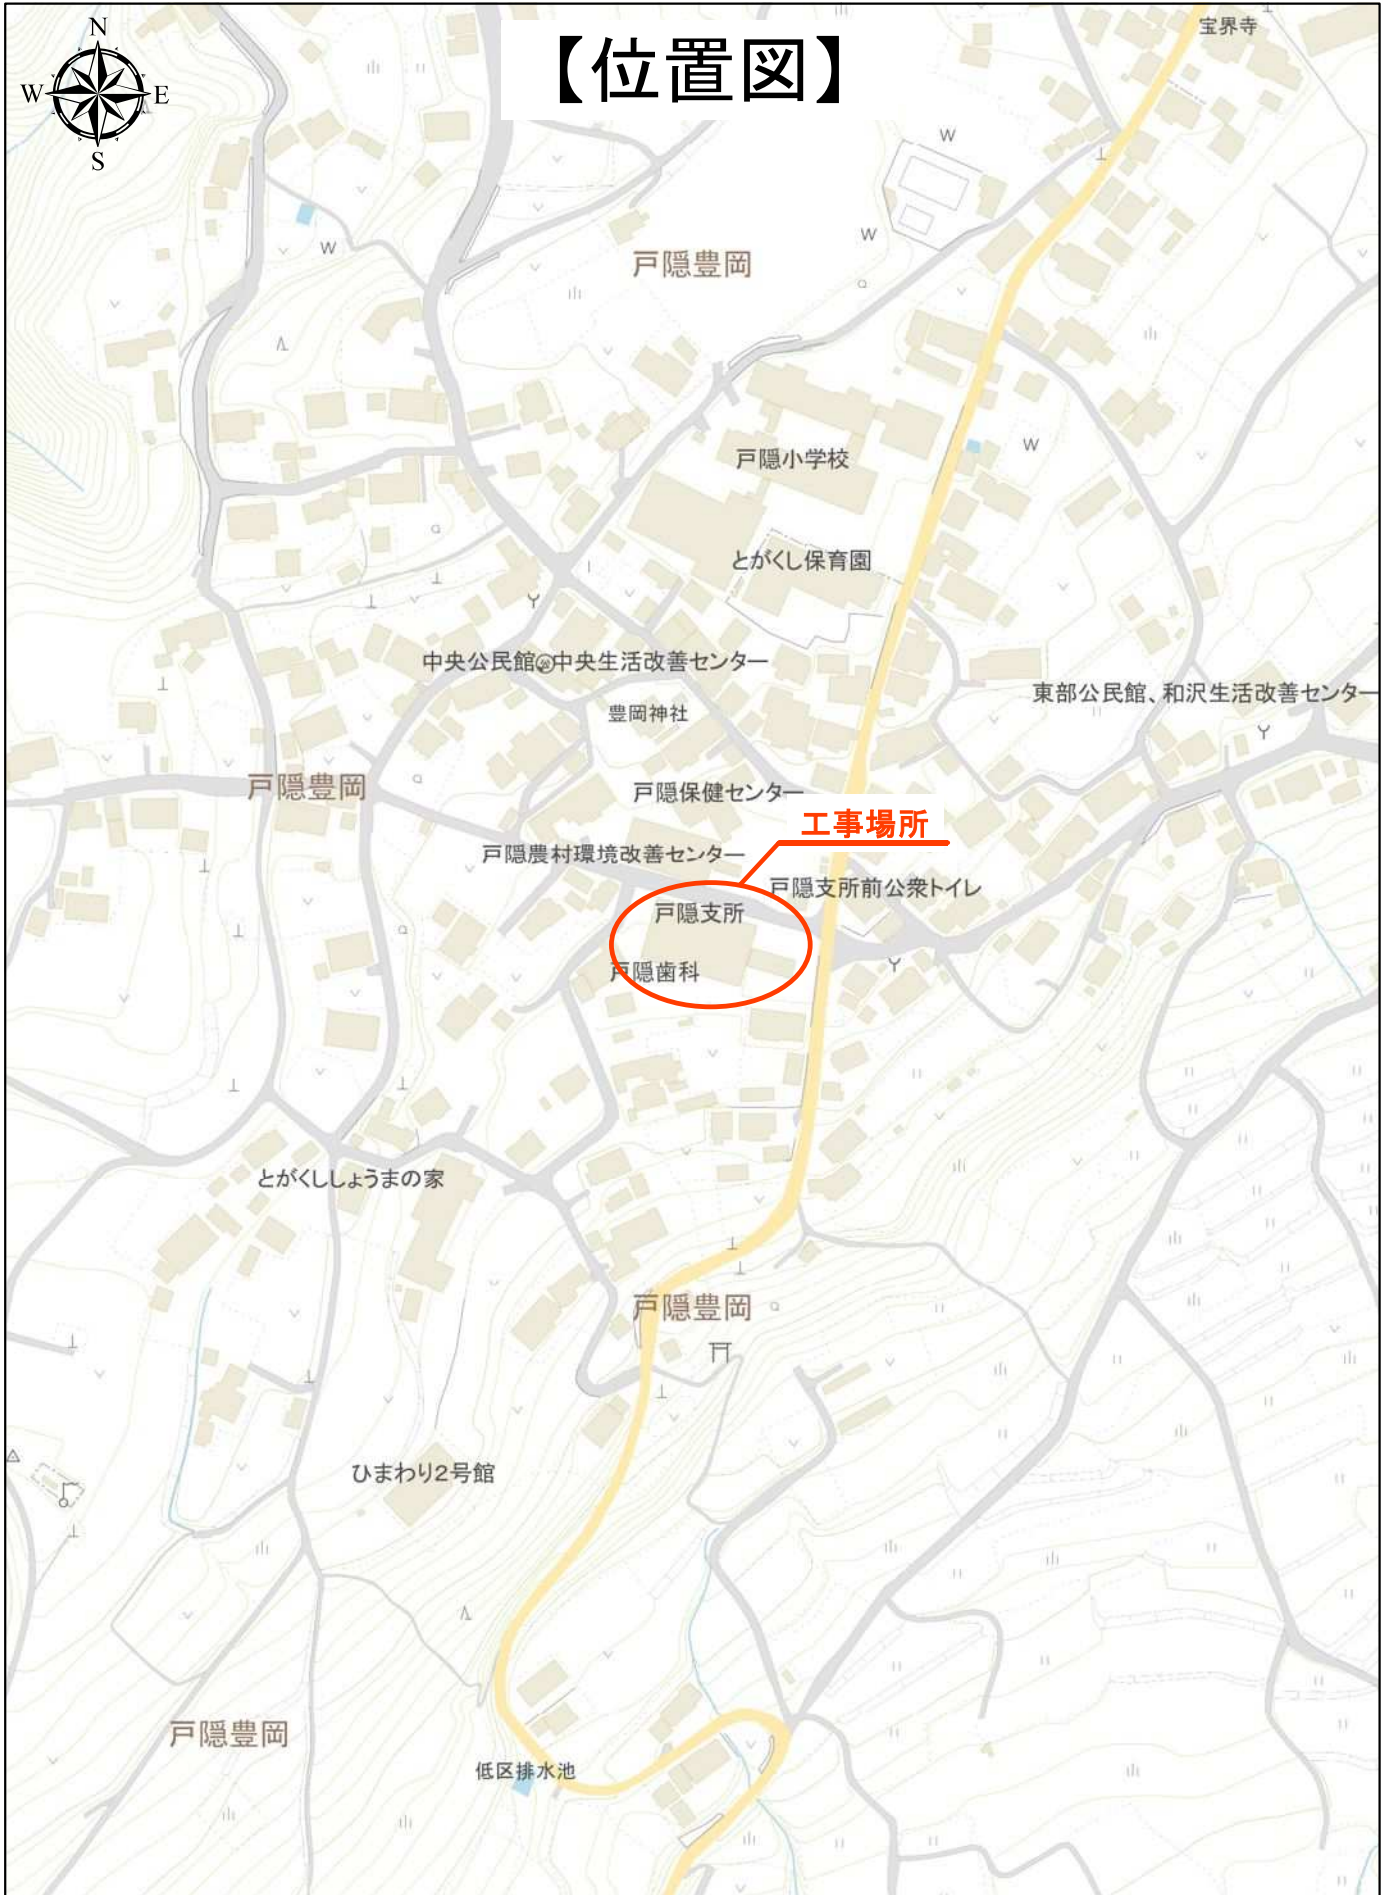 【位置図】
N
W
E
S
宝界寺
戸隠豊岡
戸隠小学校
とがくし保育園
中央公民館 中央生活改善センター
東部公民館、和沢生活改善センター
豊岡神社
戸隠豊岡
戸隠保健センター
工事場所
戸隠農村環境改善センター
戸隠支所前公衆トイレ
戸隠支所
戸隠歯科
とがくししょうまの家
戸隠豊岡
ひまわり2号館
戸隠豊岡
低区排水池